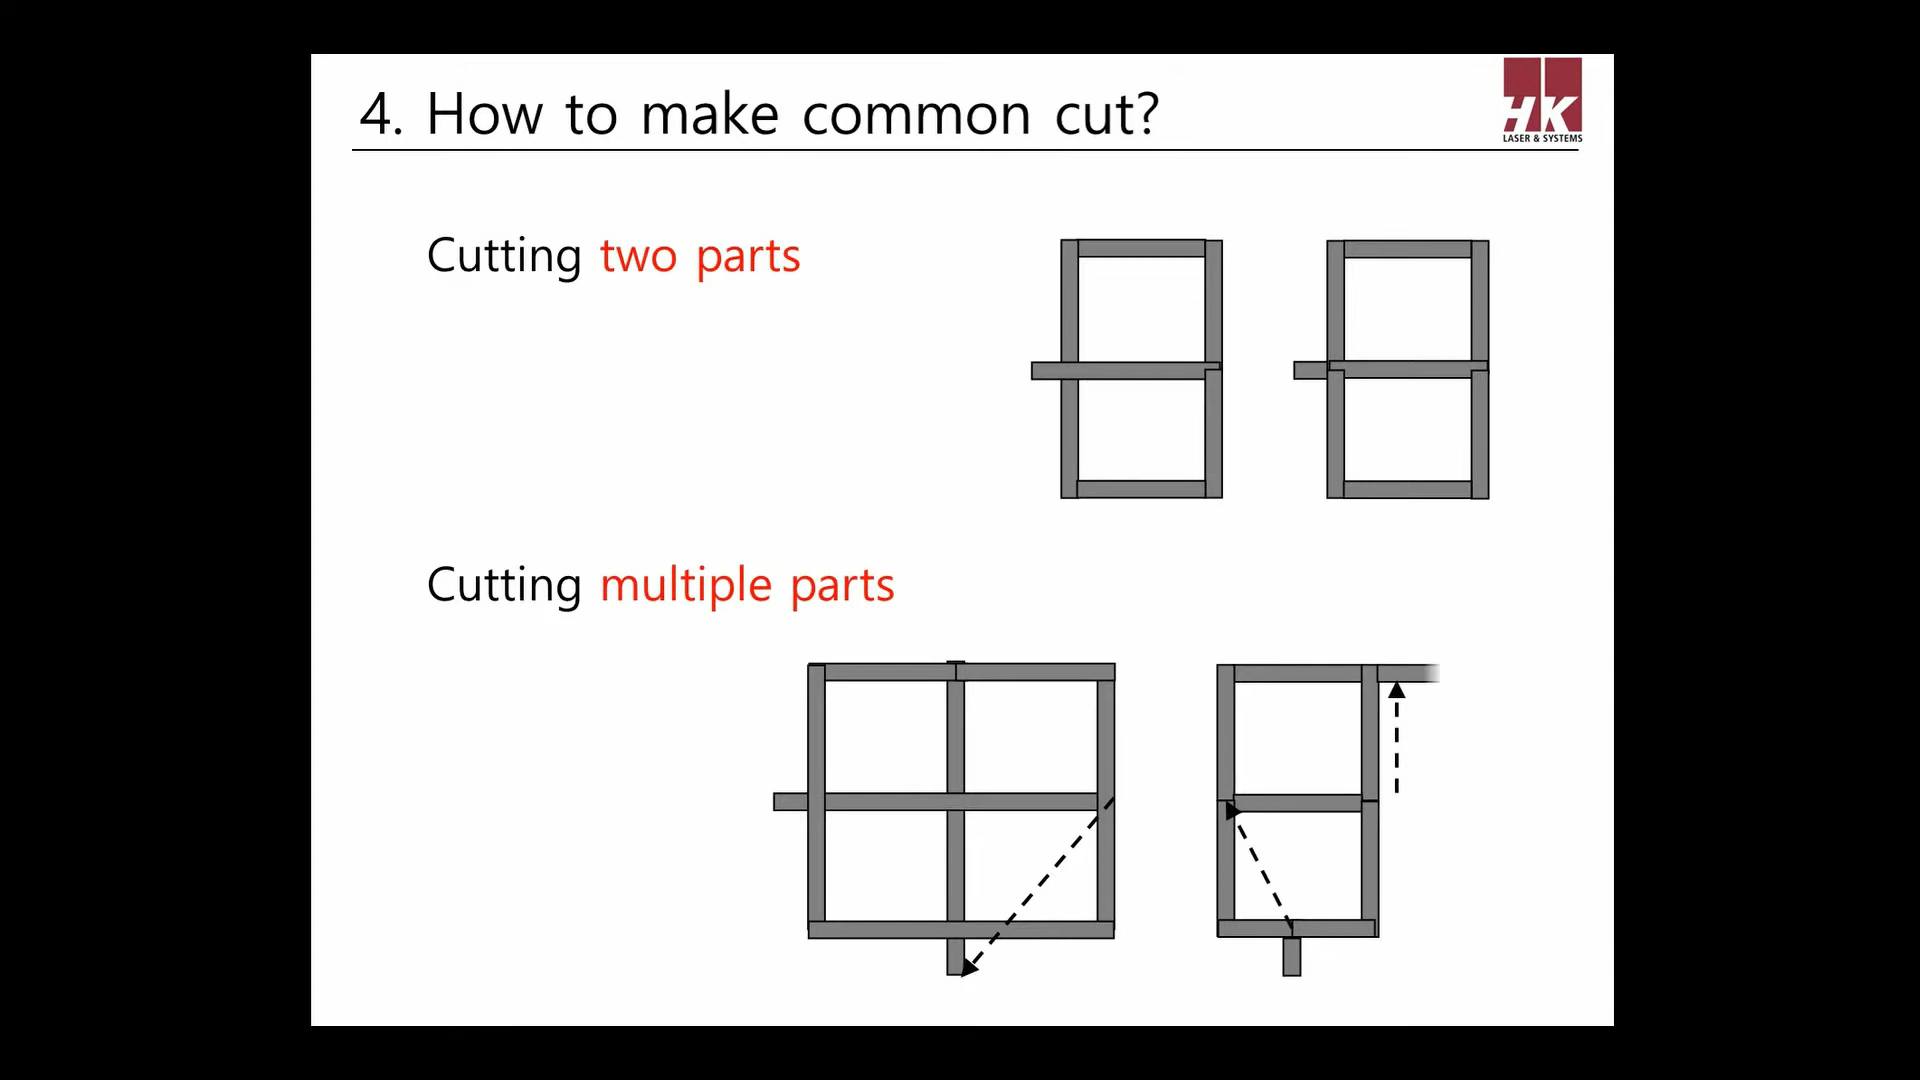 4. How to make common cut?
HK
LASER & SYSTEMS
Cutting two parts
Cutting multiple parts